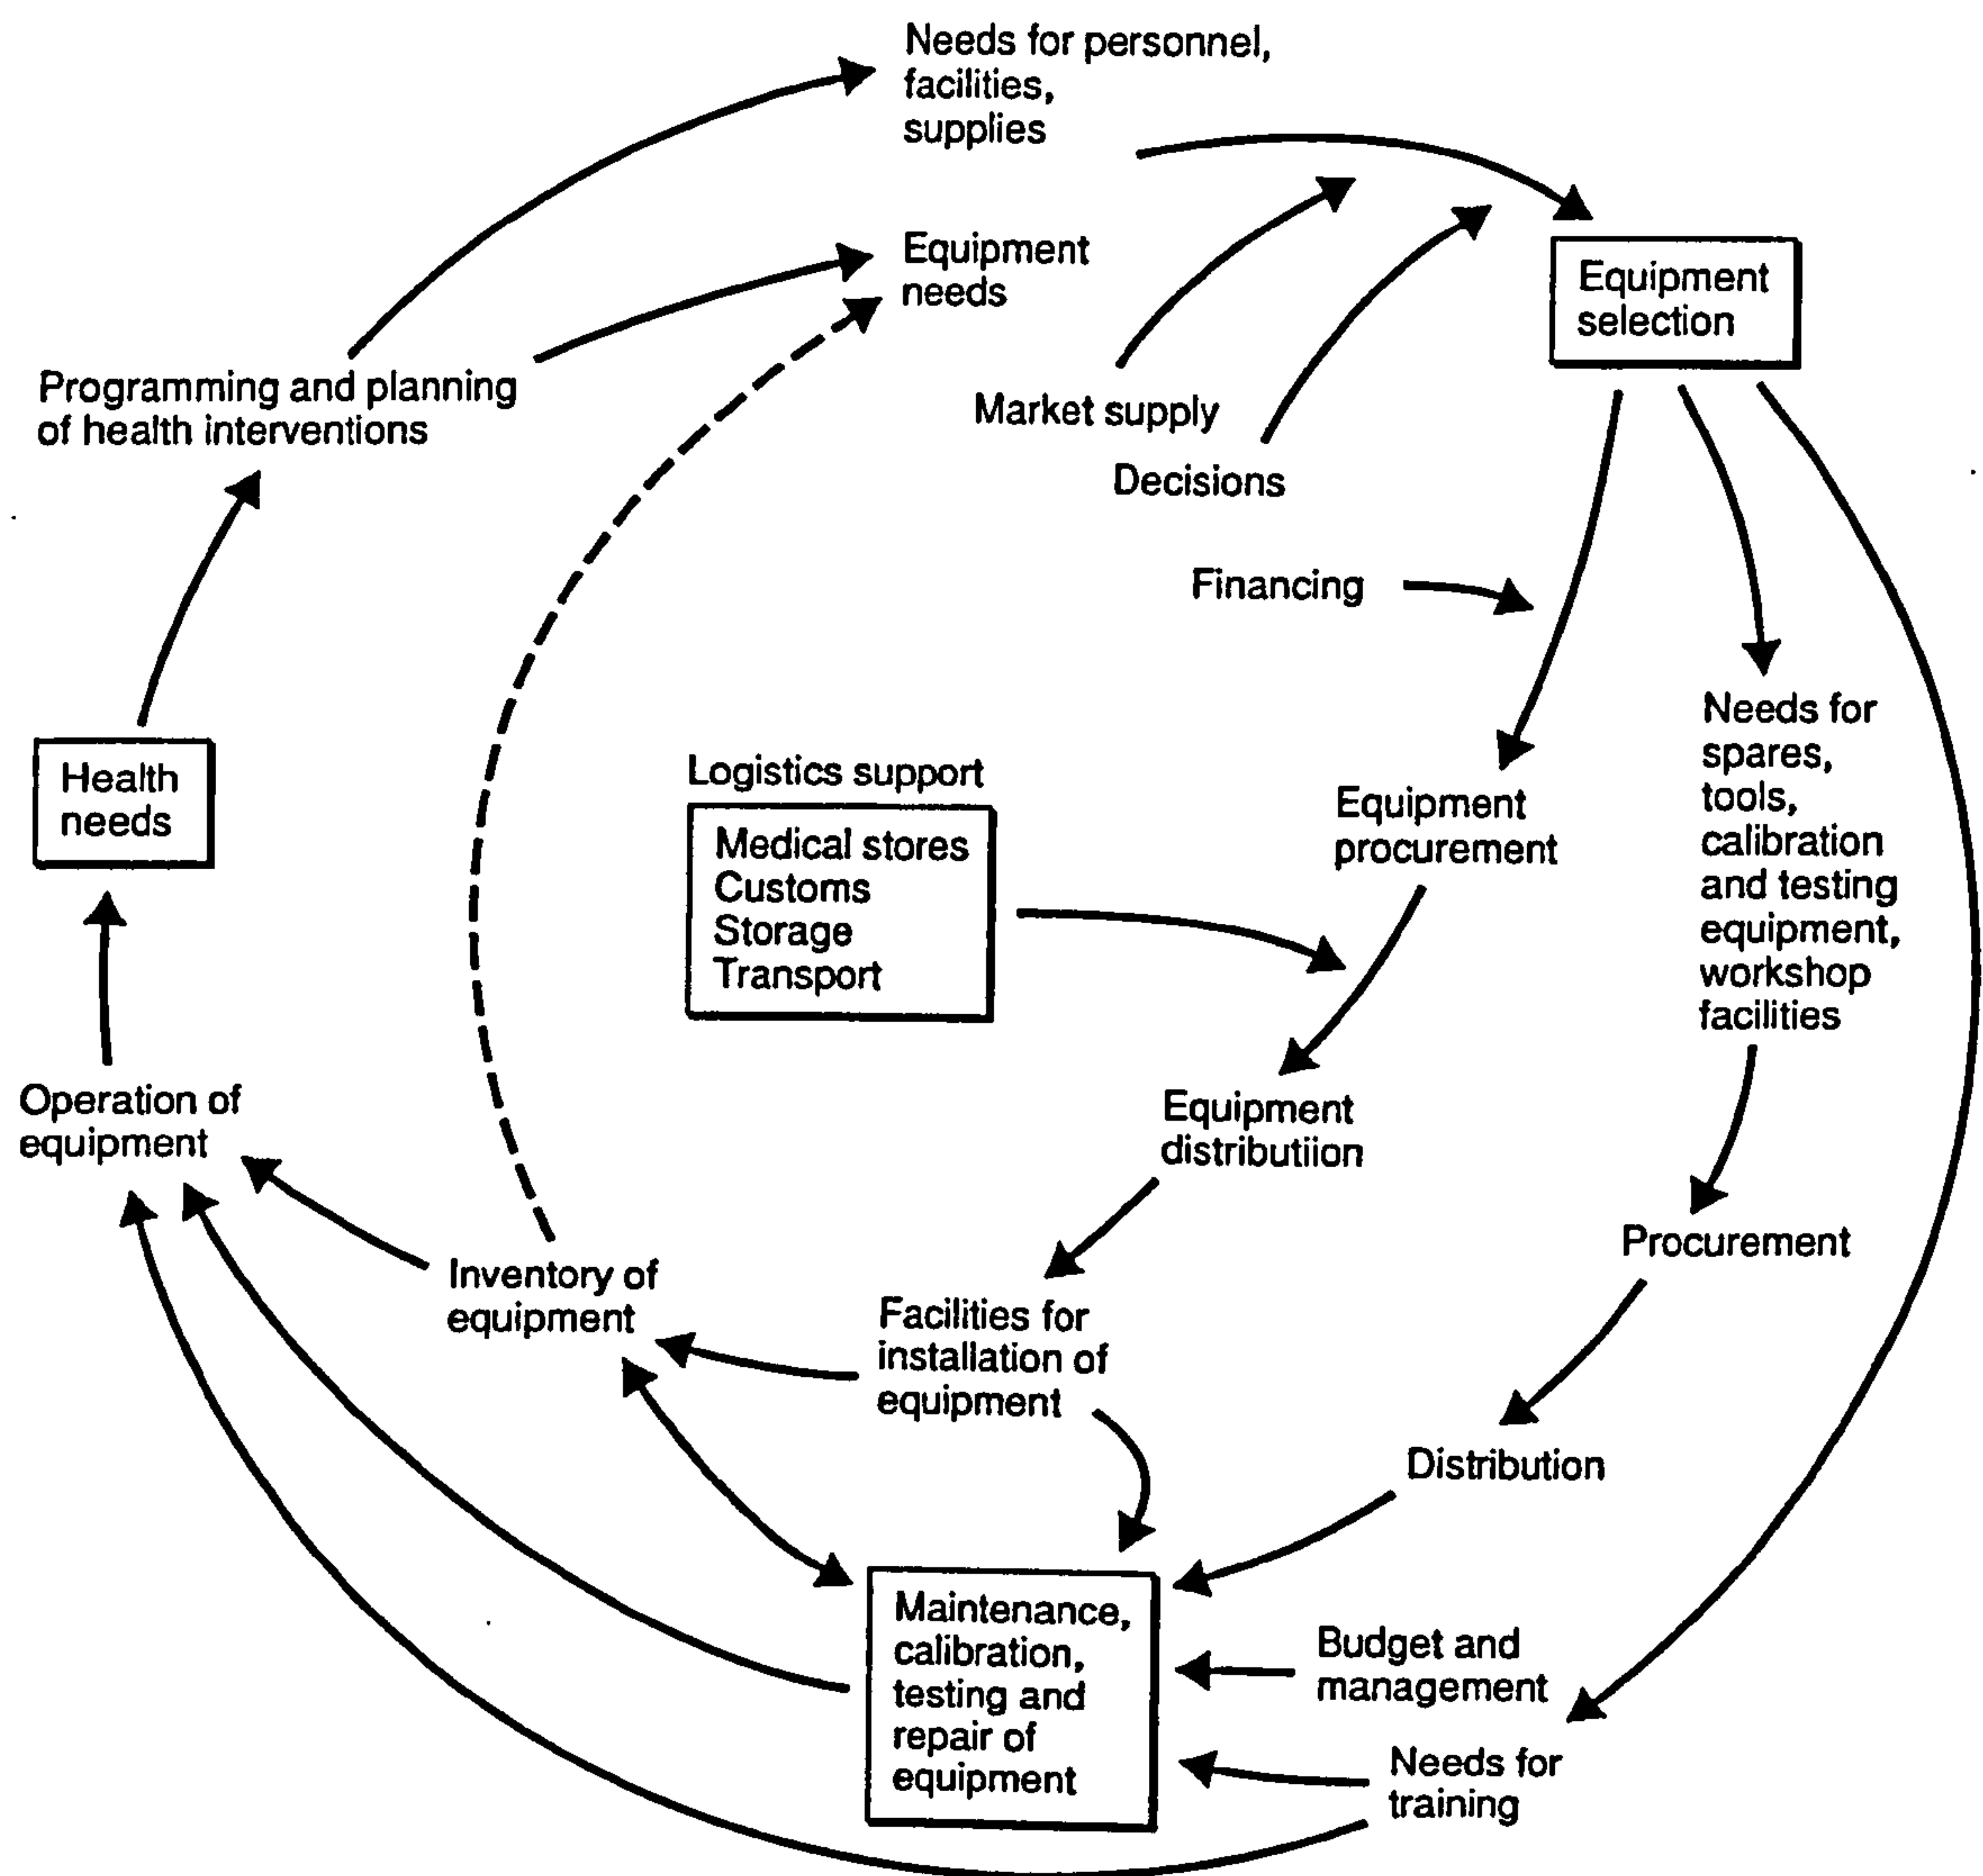 Needs for personnel,
facilities,
supplies
Equipment
needs
Equipment
selection
Programming and planning
of health interventions
Market supply
Decisions
Financing
Needs for
spares,
tools,
calibration
and testing
equipment,
workshop
facilities
Health
needs
Logistics support
Medical stores
Customs
Storage
Transport
Equipment
procurement
Operation of
equipment
Equipment
distributiion
Procurement
Inventory of
equipment
Facilities for
installation of
equipment
Distribution
Maintenance,
calibration,
testing and
repair of
equipment
Budget and
management
Needs for
training